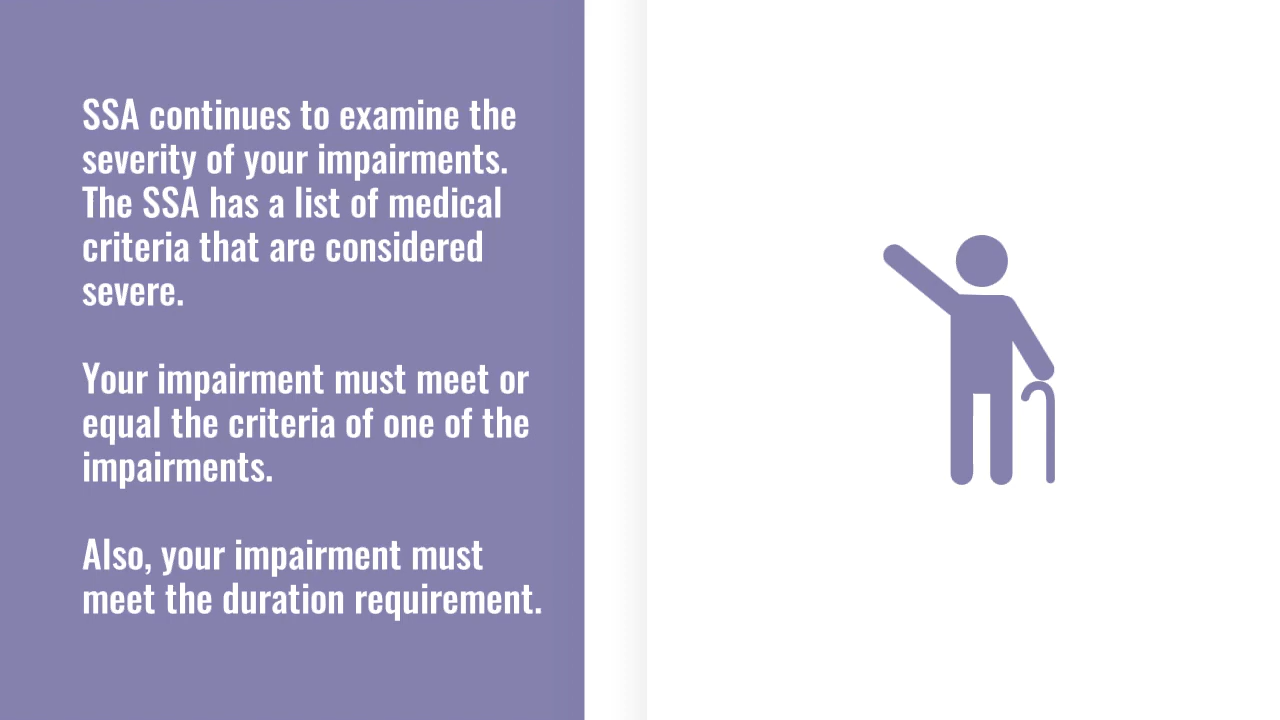 SSA continues to examine the
severity of your impairments.
The SSA has a list of medical
criteria that are considered
severe.
Your impairment must meet or
equal the criteria of one of the
impairments.
Also, your impairment must
meet the duration requirement.